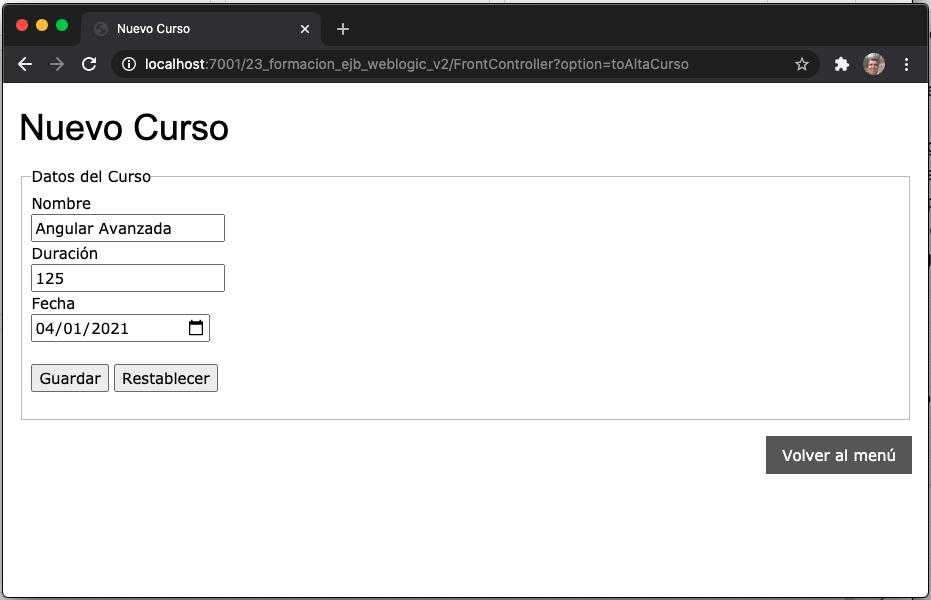 Nuevo Curso
localhost:7001/23_formacion_ejb_weblogic_v2/FrontController?option=toAltaCurso
Nuevo Curso
Datos del Curso
Nombre
Angular Avanzada
Duración
125
Fecha
04/01/2021
Guardar Restablecer
Volver al menú